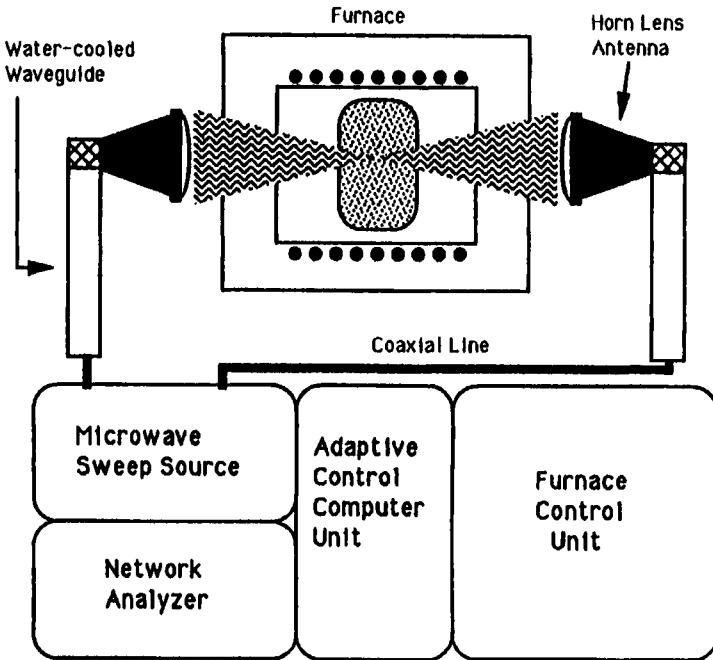 Furnace
Water-cooled
Waveguide
Horn Lens
Antenna
Coaxial Line
Microwave
Sweep Source
Network
Analyzer
Adaptive
Control
Computer
Unit
Furnace
Control
Unit